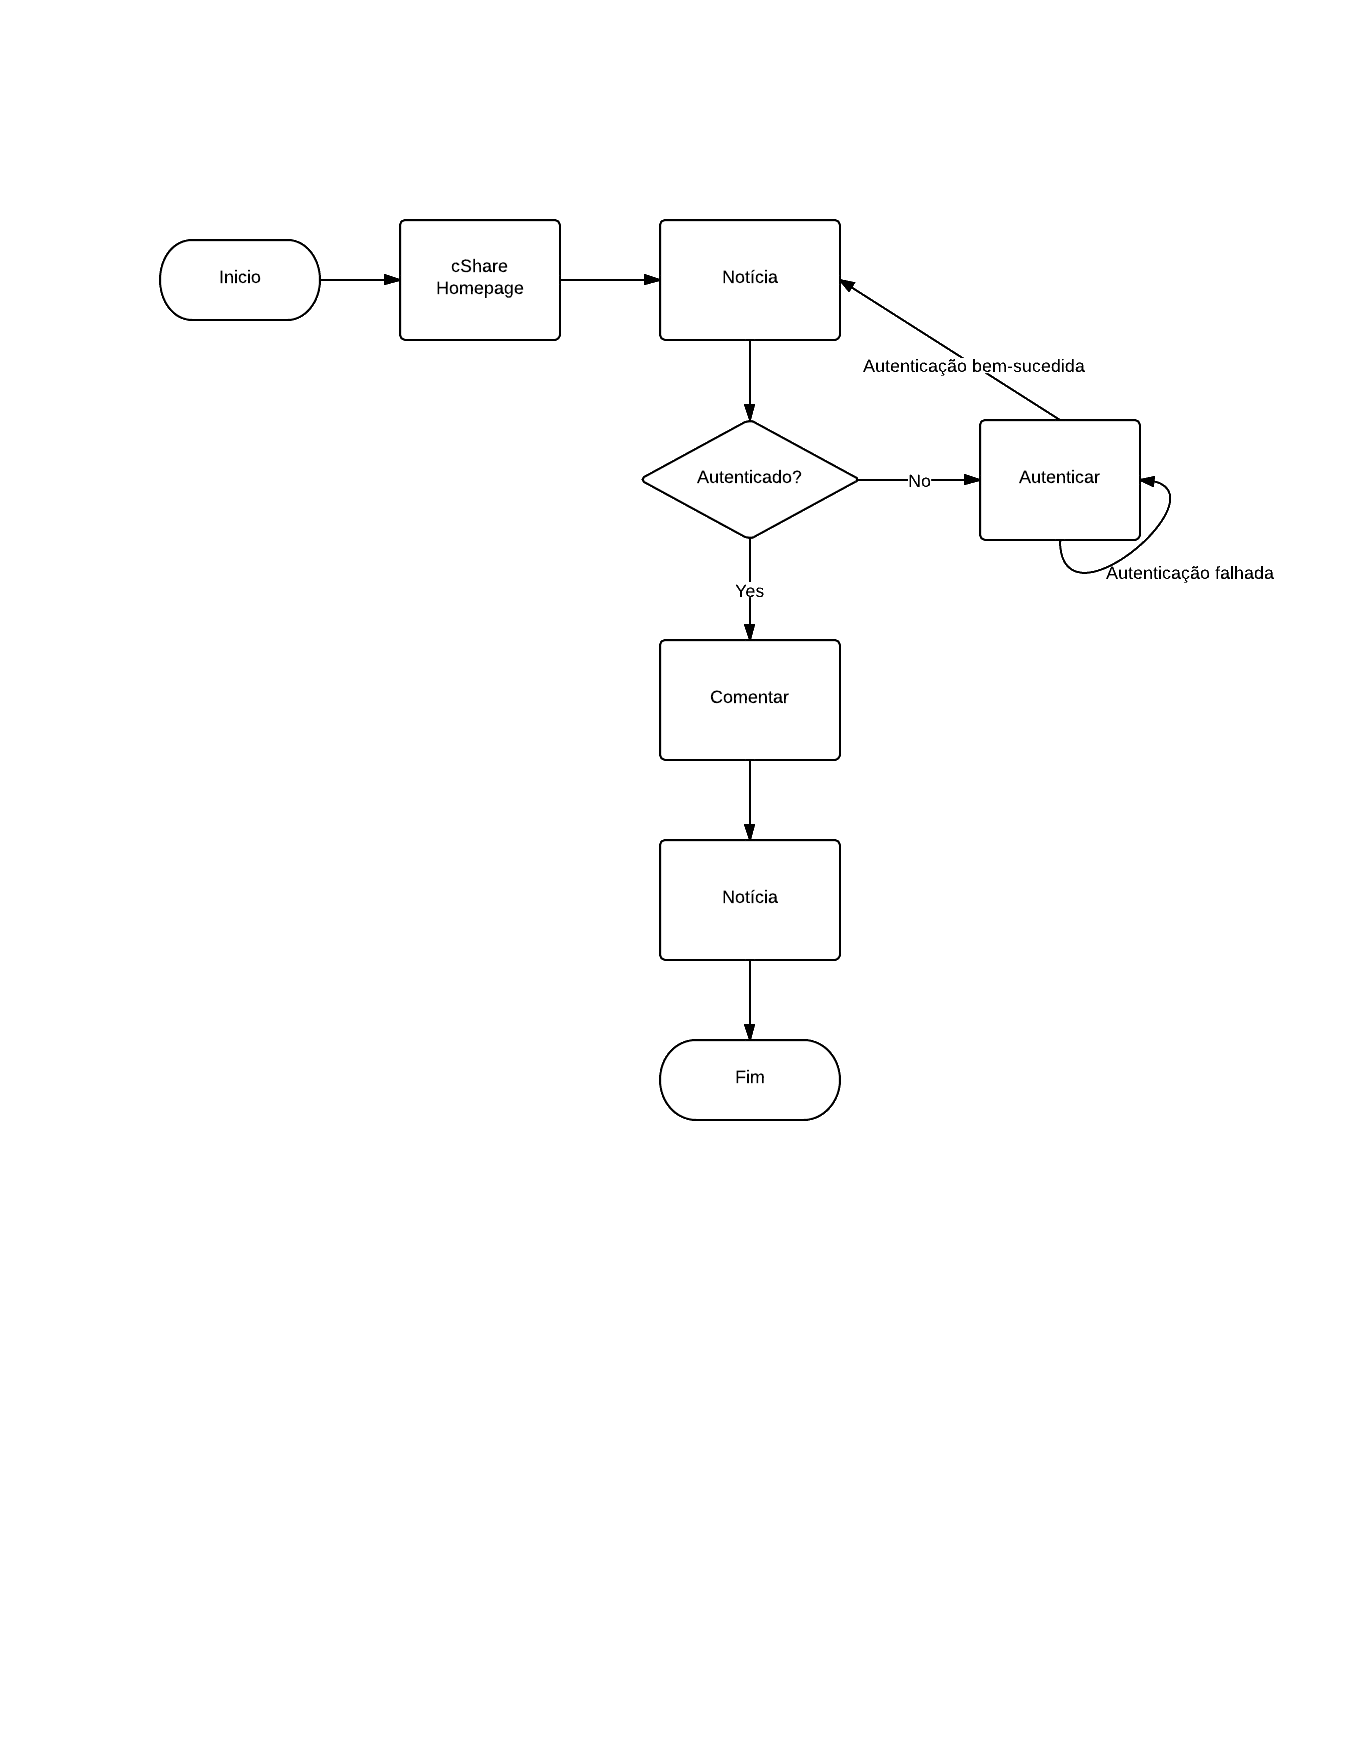 Inicio
cShare
Homepage
Notícia
Autenticação bem-sucedida
Autenticado?
No
Autenticar
Autenticação falhada
Yes
Comentar
Notícia
Fim